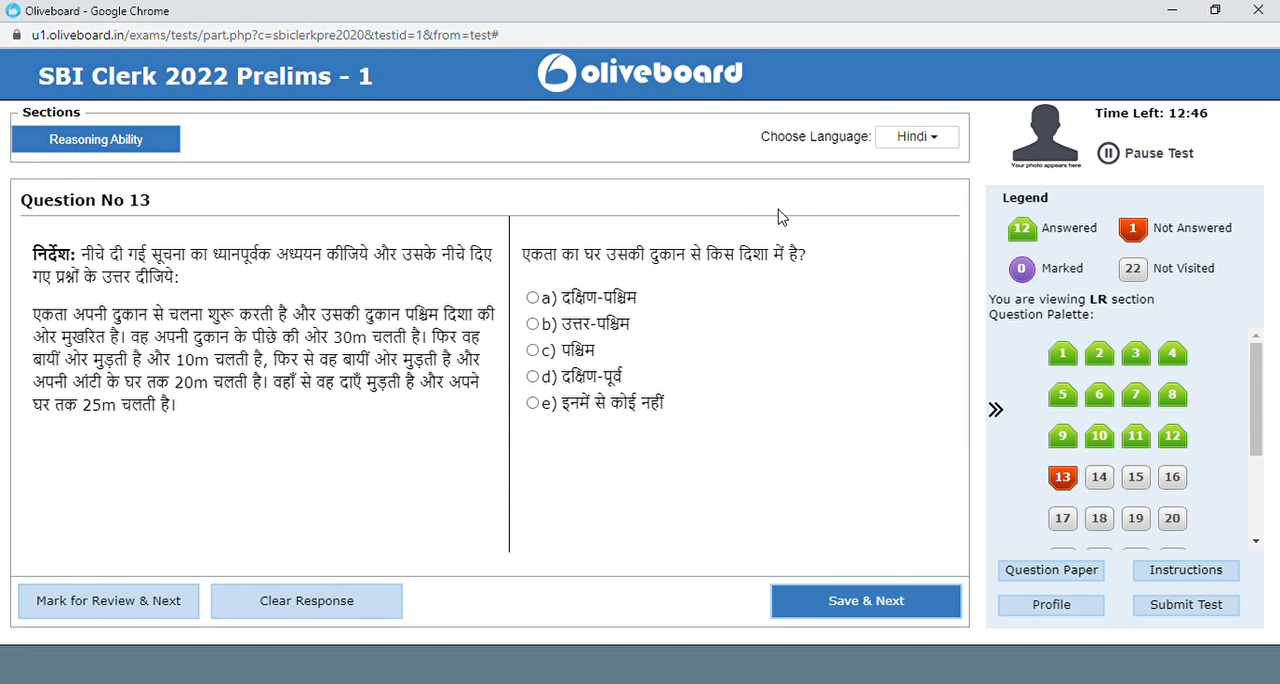 Oliveboard - Google Chrome
u1.oliveboard.in/exams/tests/part.php?c=sbiclerkpre2020&testid=1&from=test#
SBI Clerk 2022 Prelims - 1
oliveboard
Sections
Reasoning Ability
Choose Language: Hindi
Your photo appears here
Time Left: 12:46
Pause Test
Question No 13
निर्देश: नीचे दी गई सूचना का ध्यानपूर्वक अध्ययन कीजिये और उसके नीचे दिए
गए प्रश्नों के उत्तर दीजिये:
एकता अपनी दुकान से चलना शुरू करती है और उसकी दुकान पश्चिम दिशा की
ओर मुखरित है। वह अपनी दुकान के पीछे की ओर 30m चलती है। फिर वह
बायीं ओर मुड़ती है और 10m चलती है, फिर से वह बायीं ओर मुड़ती है और
अपनी आंटी के घर तक 20m चलती है। वहाँ से वह दाएँ मुड़ती है और अपने
घर तक 25m चलती है।
एकता का घर उसकी दुकान से किस दिशा में है?
a) दक्षिण-पश्चिम
b) उत्तर-पश्चिम
c) पश्चिम
d) दक्षिण-पूर्व
e) इनमें से कोई नहीं
Mark for Review & Next
Clear Response
Save & Next
Legend
12 Answered
1 Not Answered
0 Marked
22 Not Visited
You are viewing LR section
Question Palette:
1 2 3 4
5 6 7 8
9 10 11 12
13 14 15 16
17 18 19 20
Question Paper
Instructions
Profile
Submit Test